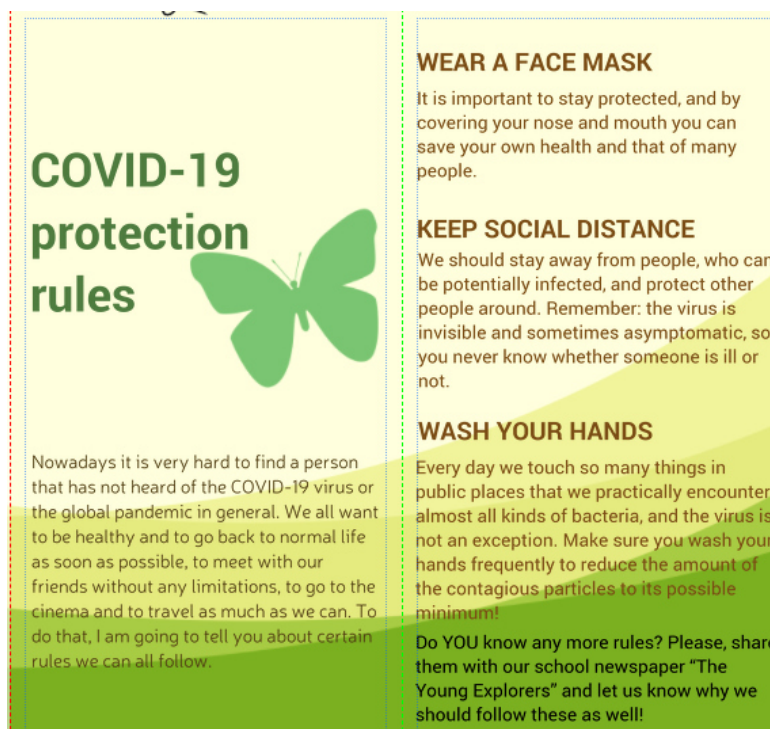 COVID-19
protection
rules
Nowadays it is very hard to find a person
that has not heard of the COVID-19 virus or
the global pandemic in general. We all want
to be healthy and to go back to normal life
as soon as possible, to meet with our
friends without any limitations, to go to the
cinema and to travel as much as we can. To
do that, I am going to tell you about certain
rules we can all follow.
WEAR A FACE MASK
It is important to stay protected, and by
covering your nose and mouth you can
save your own health and that of many
people.
KEEP SOCIAL DISTANCE
We should stay away from people, who can
be potentially infected, and protect other
people around. Remember: the virus is
invisible and sometimes asymptomatic, so
you never know whether someone is ill or
not.
WASH YOUR HANDS
Every day we touch so many things in
public places that we practically encounter
almost all kinds of bacteria, and the virus is
not an exception. Make sure you wash your
hands frequently to reduce the amount of
the contagious particles to its possible
minimum!
Do YOU know any more rules? Please, share
them with our school newspaper “The
Young Explorers” and let us know why we
should follow these as well!